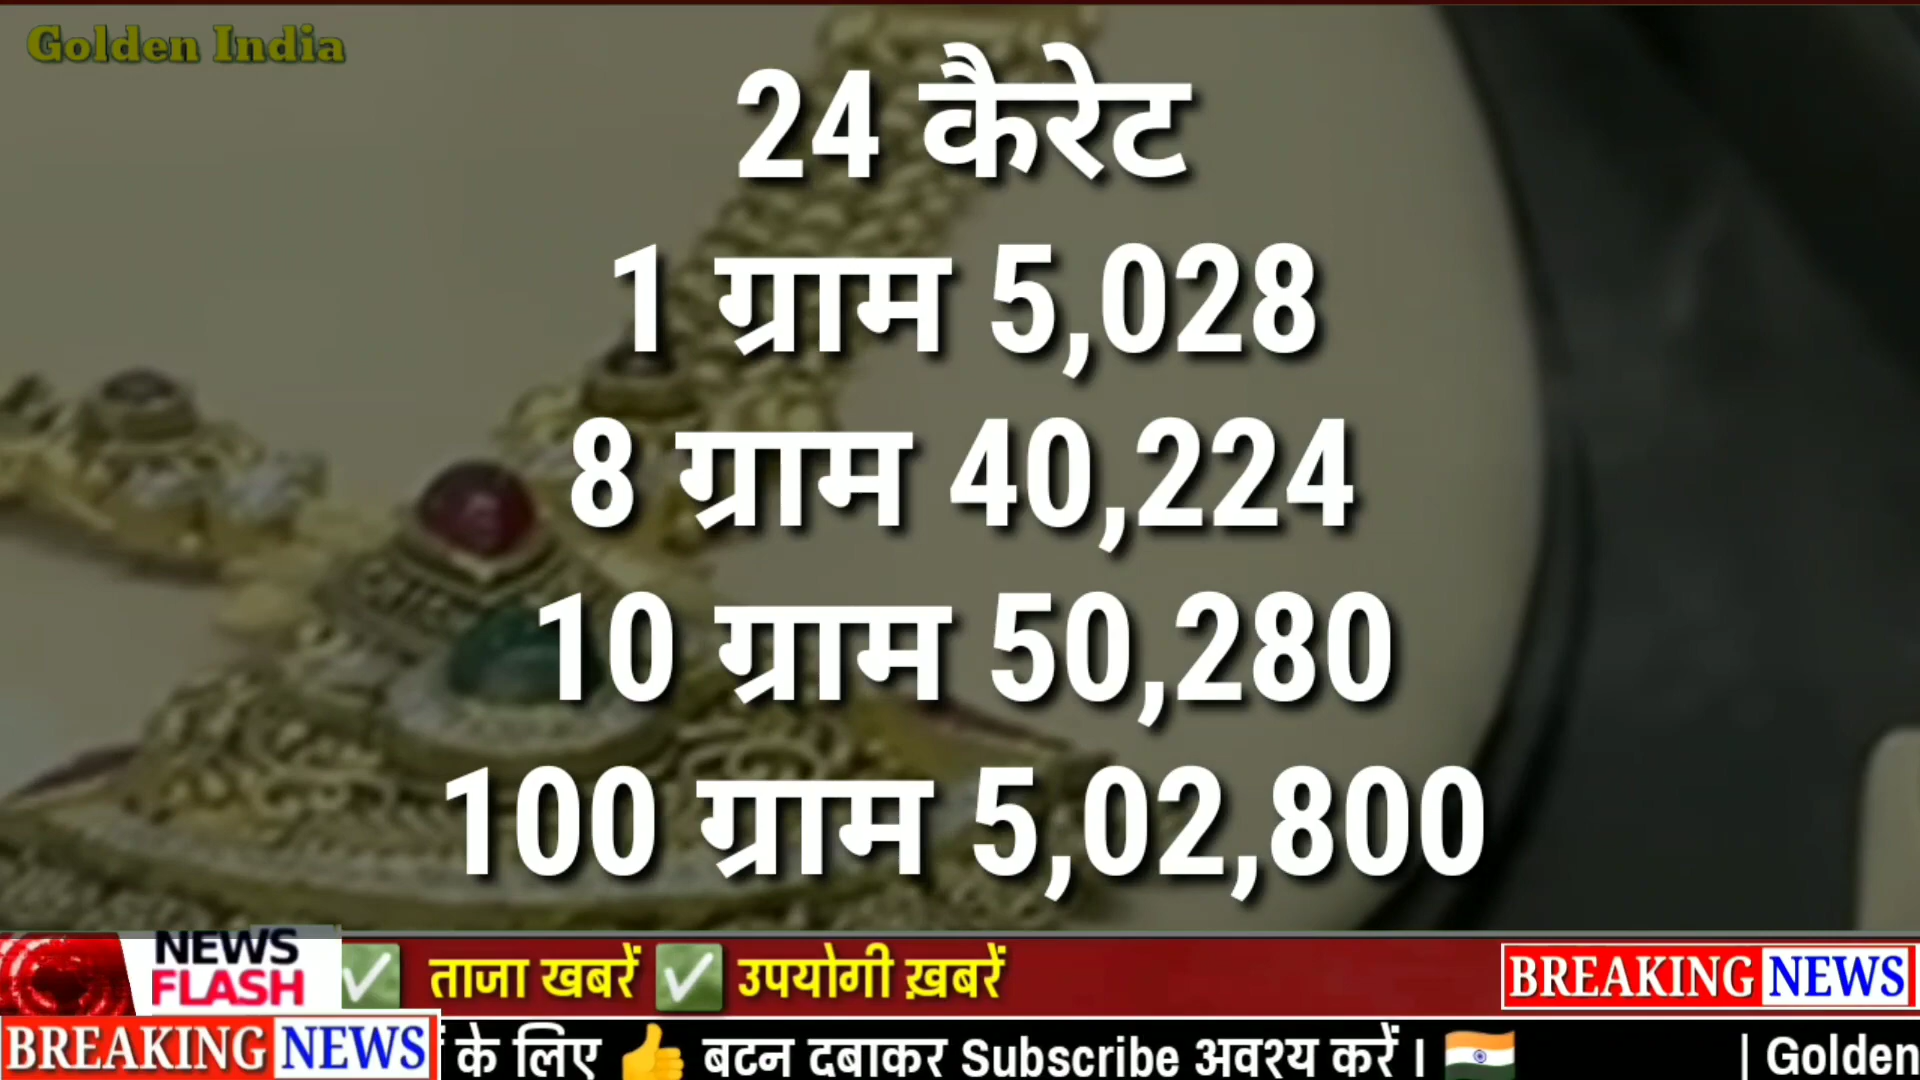 Golden India
24 कैरेट
1 ग्राम 5,028
8 ग्राम 40,224
10 ग्राम 50,280
100 ग्राम 5,02,800
NEWS
FLASH
✅ ताजा खबरें ✅ उपयोगी ख़बरें
BREAKING NEWS
BREAKING NEWS
के लिए 👍 बटन दबाकर Subscribe अवश्य करें । 🇮🇳 | Golden